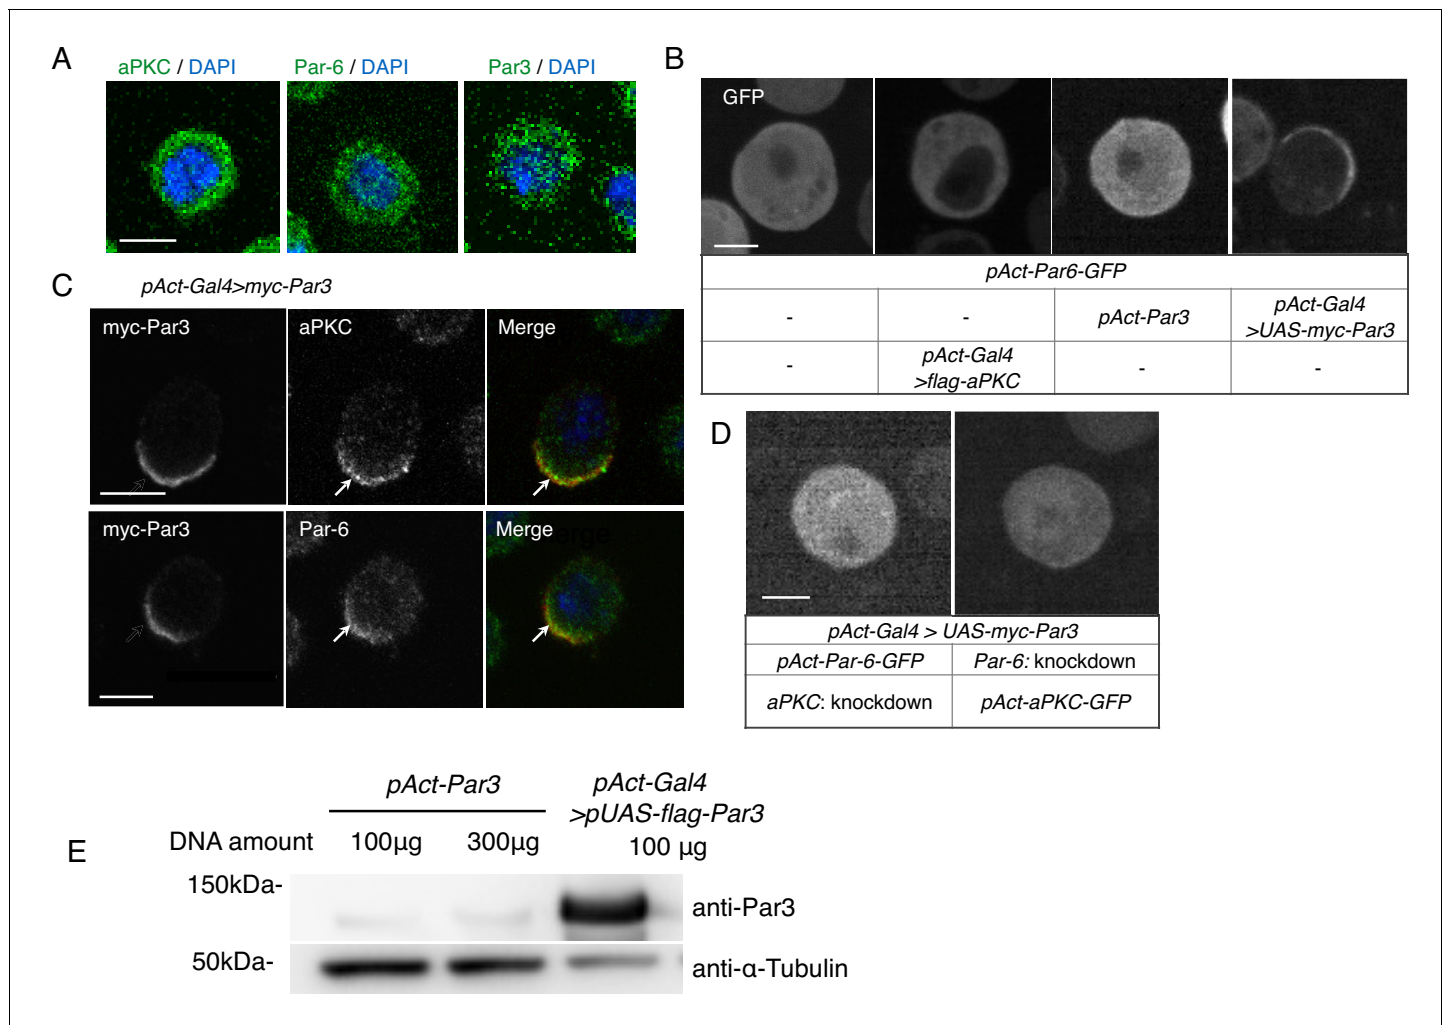 A
aPKC / DAPI
Par-6 / DAPI
Par3 / DAPI
B
GFP
pAct-Par6-GFP
- - pAct-Par3 pAct-Gal4
>UAS-myc-Par3
- pAct-Gal4
>flag-aPKC
- -
C
pAct-Gal4>myc-Par3
myc-Par3 aPKC Merge
myc-Par3 Par-6 Merge
D
pAct-Gal4 > UAS-myc-Par3
pAct-Par-6-GFP Par-6: knockdown
aPKC: knockdown pAct-aPKC-GFP
E
pAct-Par3 pAct-Gal4
>pUAS-flag-Par3
DNA amount 100µg 300µg 100 µg
150kDa-
anti-Par3
50kDa-
anti-α-Tubulin